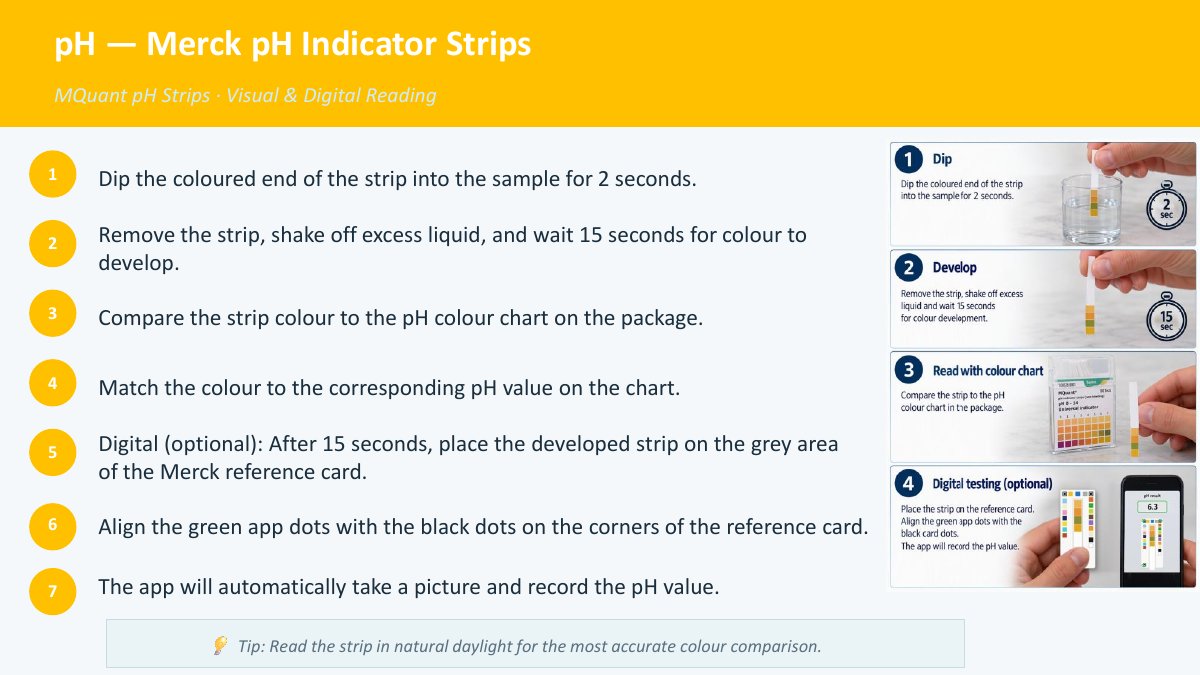 pH — Merck pH Indicator Strips
MQuant pH Strips · Visual & Digital Reading
1
Dip the coloured end of the strip into the sample for 2 seconds.
2
Remove the strip, shake off excess liquid, and wait 15 seconds for colour to
develop.
3
Compare the strip colour to the pH colour chart on the package.
4
Match the colour to the corresponding pH value on the chart.
5
Digital (optional): After 15 seconds, place the developed strip on the grey area
of the Merck reference card.
6
Align the green app dots with the black dots on the corners of the reference card.
7
The app will automatically take a picture and record the pH value.
Tip: Read the strip in natural daylight for the most accurate colour comparison.
1 Dip
Dip the coloured end of the strip
into the sample for 2 seconds.
2
sec
2 Develop
Remove the strip, shake off excess
liquid and wait 15 seconds
for colour development.
15
sec
3 Read with colour chart
Compare the strip to the pH
colour chart in the package.
MQuant
pH 0 - 14
Universal indicator
4 Digital testing (optional)
Place the strip on the reference card.
Align the green app dots with the
black card dots.
The app will record the pH value.
pH result
6.3